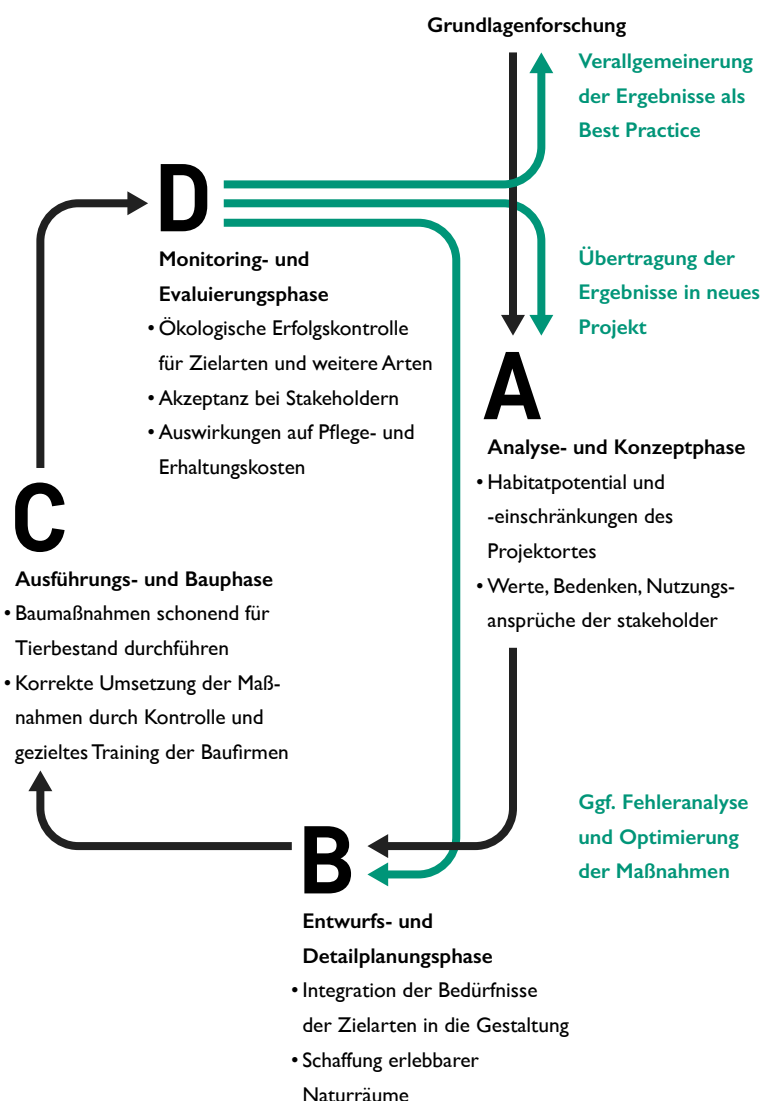 Grundlagenforschung
Verallgemeinerung
der Ergebnisse als
Best Practice
D
Monitoring- und
Evaluierungsphase
• Ökologische Erfolgskontrolle
für Zielarten und weitere Arten
• Akzeptanz bei Stakeholdern
• Auswirkungen auf Pflege- und
Erhaltungskosten
Übertragung der
Ergebnisse in neues
Projekt
A
Analyse- und Konzeptphase
• Habitatpotential und
-einschränkungen des
Projektortes
• Werte, Bedenken, Nutzungs-
ansprüche der stakeholder
C
Ausführungs- und Bauphase
• Baumaßnahmen schonend für
Tierbestand durchführen
• Korrekte Umsetzung der Maß-
nahmen durch Kontrolle und
gezieltes Training der Baufirmen
Ggf. Fehleranalyse
und Optimierung
der Maßnahmen
B
Entwurfs- und
Detailplanungsphase
• Integration der Bedürfnisse
der Zielarten in die Gestaltung
• Schaffung erlebbarer
Naturräume